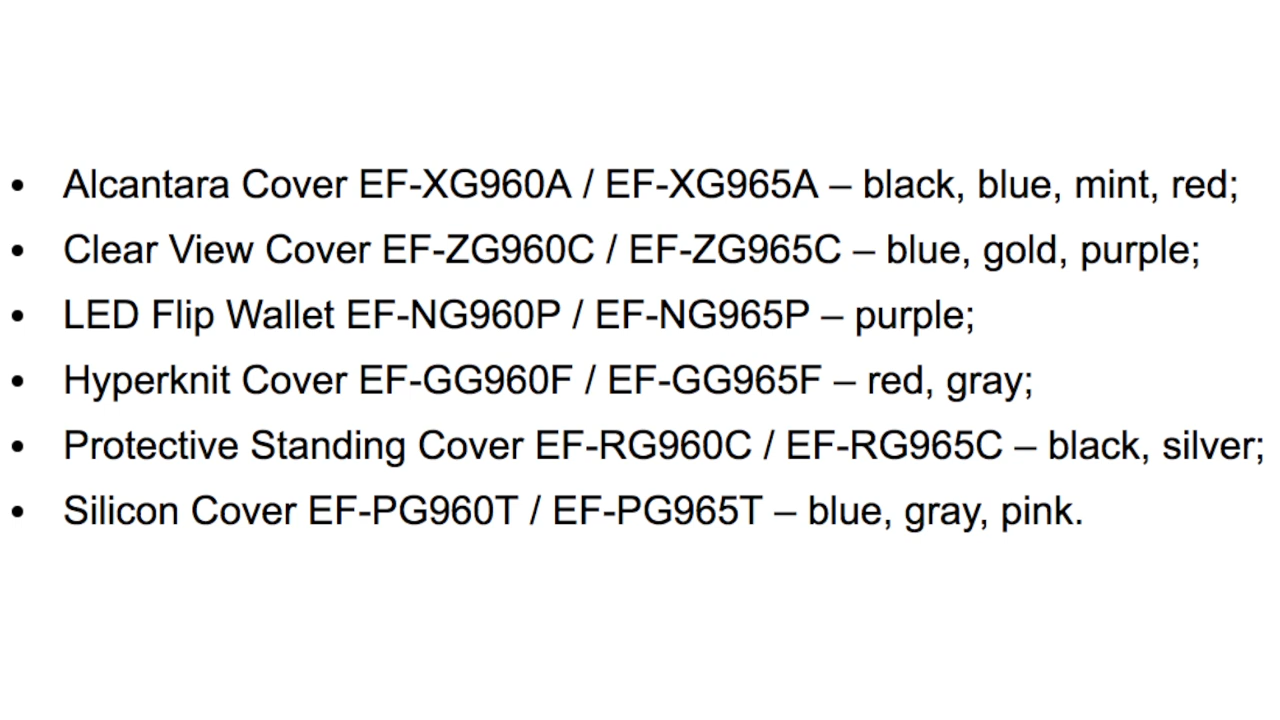 • Alcantara Cover EF-XG960A / EF-XG965A – black, blue, mint, red;
• Clear View Cover EF-ZG960C / EF-ZG965C – blue, gold, purple;
• LED Flip Wallet EF-NG960P / EF-NG965P – purple;
• Hyperknit Cover EF-GG960F / EF-GG965F – red, gray;
• Protective Standing Cover EF-RG960C / EF-RG965C – black, silver;
• Silicon Cover EF-PG960T / EF-PG965T – blue, gray, pink.